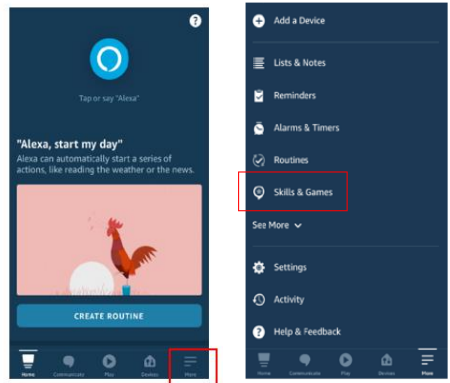 ?
Tap or say "Alexa"
"Alexa, start my day"
Alexa can automatically start a series of
actions, like reading the weather or the news.
CREATE ROUTINE
Home
Communicate
Play
Devices
More
Add a Device
Lists & Notes
Reminders
Alarms & Timers
Routines
Skills & Games
See More
Settings
Activity
? Help & Feedback
Home
Communicate
Play
Devices
More